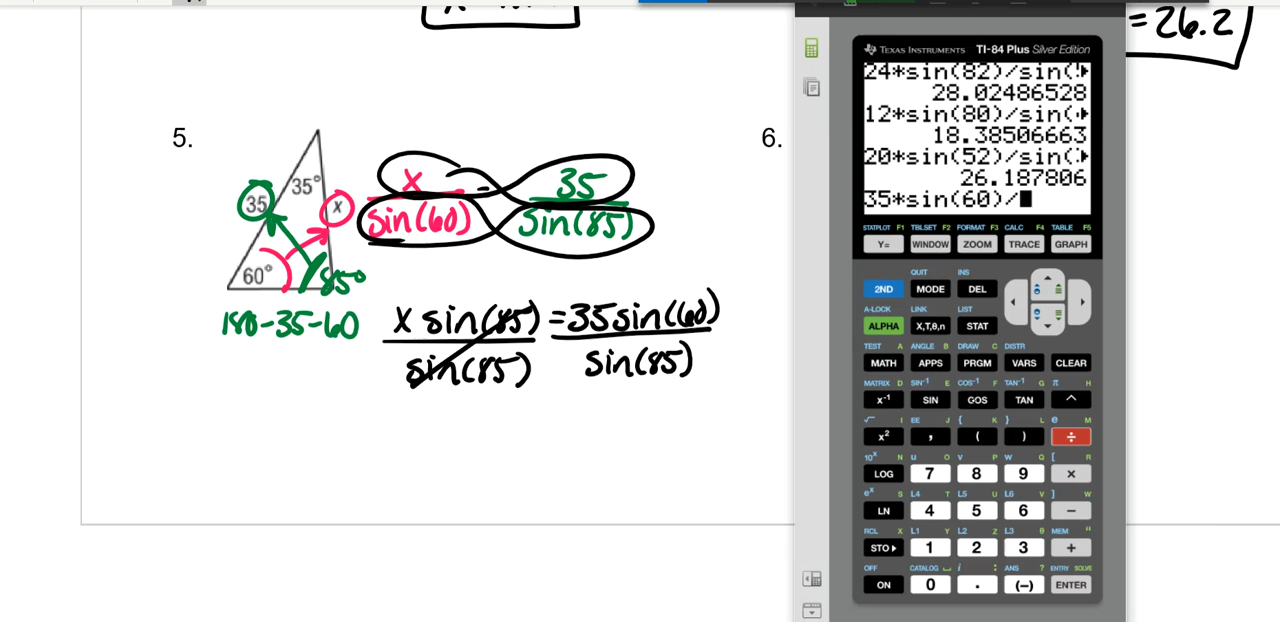 = 26.2
5.
6.
35°
35
x
60°
85°
180-35-60
x = 35
sin(60) sin(85)
x sin(85) = 35 sin(60)
sin(85) sin(85)
TEXAS INSTRUMENTS TI-84 Plus Silver Edition
24*sin(82)/sin(
28.02486528
12*sin(80)/sin(
18.38506663
20*sin(52)/sin(
26.187806
35*sin(60)/
STATPLOT F1 TBLSET F2 FORMAT F3 CALC F4 TABLE F5
Y= WINDOW ZOOM TRACE GRAPH
QUIT INS
2ND MODE DEL
A-LOCK LINK LIST
ALPHA X,T,θ,n STAT
TEST A ANGLE B DRAW C DISTR
MATH APPS PRGM VARS CLEAR
MATRIX D SIN⁻¹ E COS⁻¹ F TAN⁻¹ G π H
x⁻¹ SIN COS TAN ^
√ I EE J { K } L e M
x² , ( ) ÷
10ˣ N u O v P w Q [ R
LOG 7 8 9 ×
eˣ S L4 T L5 U L6 V ] W
LN 4 5 6 −
RCL X L1 Y L2 Z L3 θ MEM "
STO▶ 1 2 3 +
OFF CATALOG i : ANS ? ENTRY SOLVE
ON 0 . (−) ENTER